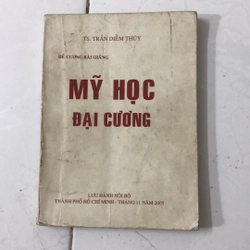 TS. TRẦN DIỄM THÚY
ĐỀ CƯƠNG BÀI GIẢNG
MỸ HỌC
ĐẠI CƯƠNG
LƯU HÀNH NỘI BỘ
THÀNH PHỐ HỒ CHÍ MINH - THÁNG 11 NĂM